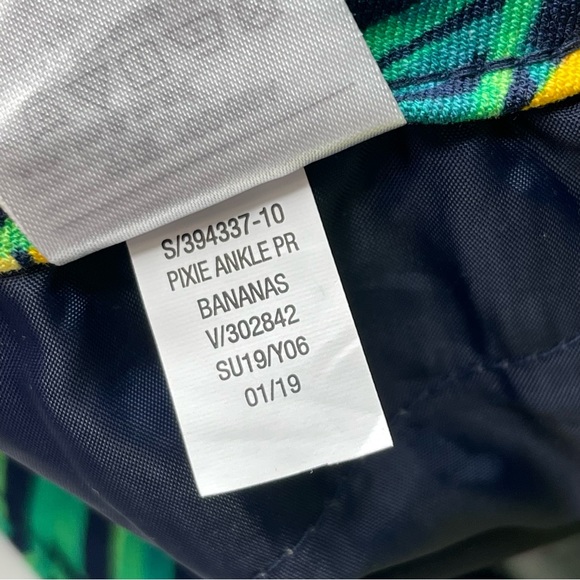 S/394337-10
PIXIE ANKLE PR
BANANAS
V/302842
SU19/Y06
01/19